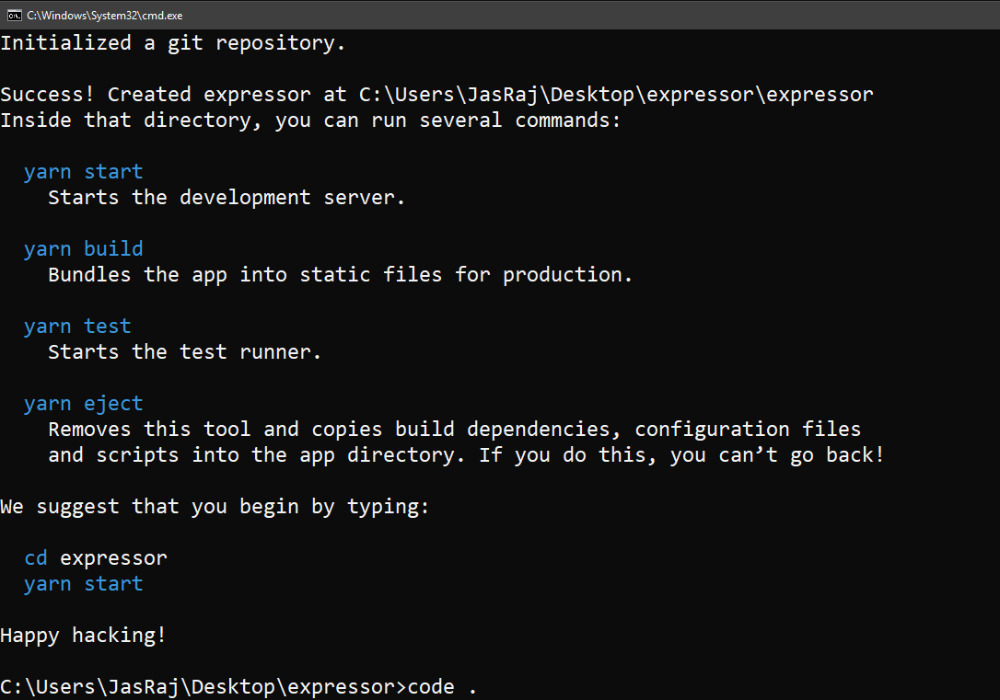 C:\Windows\System32\cmd.exe
Initialized a git repository.
Success! Created expressor at C:\Users\JasRaj\Desktop\expressor\expressor
Inside that directory, you can run several commands:
yarn start
Starts the development server.
yarn build
Bundles the app into static files for production.
yarn test
Starts the test runner.
yarn eject
Removes this tool and copies build dependencies, configuration files
and scripts into the app directory. If you do this, you can’t go back!
We suggest that you begin by typing:
cd expressor
yarn start
Happy hacking!
C:\Users\JasRaj\Desktop\expressor>code .